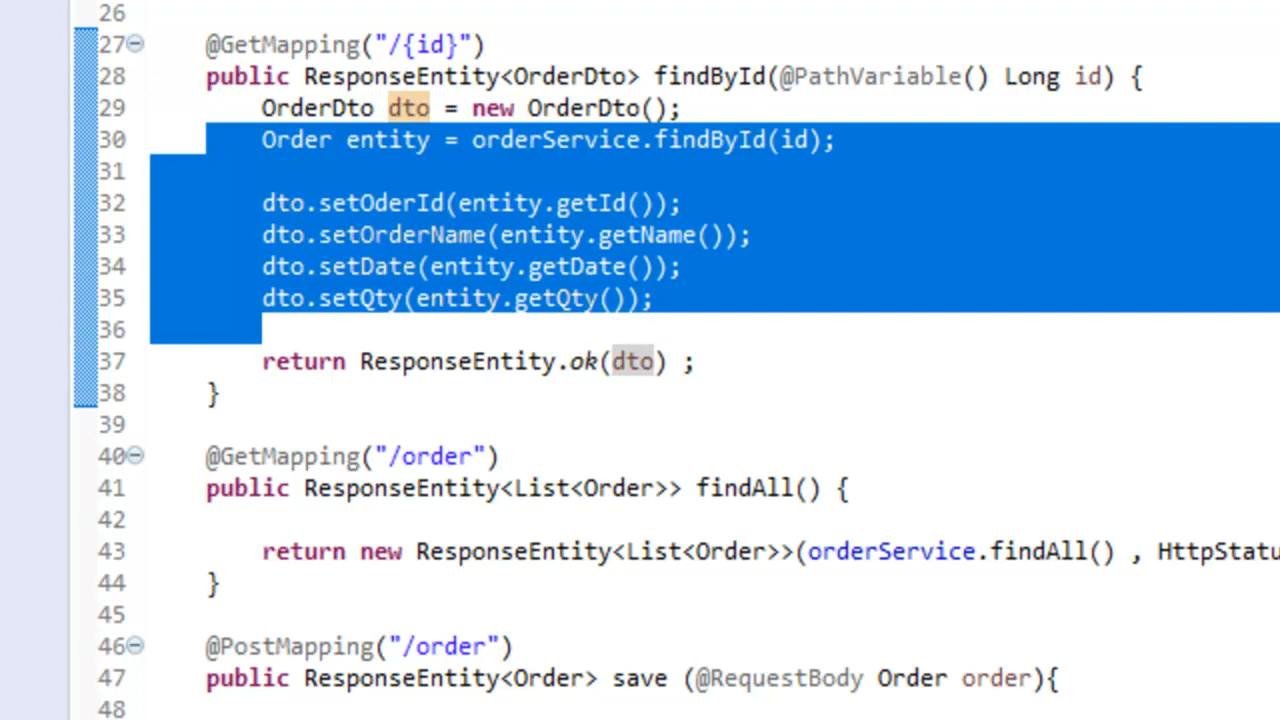 26
27 @GetMapping("/{id}")
28 public ResponseEntity<OrderDto> findById(@PathVariable() Long id) {
29 OrderDto dto = new OrderDto();
30 Order entity = orderService.findById(id);
31
32 dto.setOderId(entity.getId());
33 dto.setOrderName(entity.getName());
34 dto.setDate(entity.getDate());
35 dto.setQty(entity.getQty());
36
37 return ResponseEntity.ok(dto) ;
38 }
39
40 @GetMapping("/order")
41 public ResponseEntity<List<Order>> findAll() {
42
43 return new ResponseEntity<List<Order>>(orderService.findAll() , HttpStatu
44 }
45
46 @PostMapping("/order")
47 public ResponseEntity<Order> save (@RequestBody Order order){
48